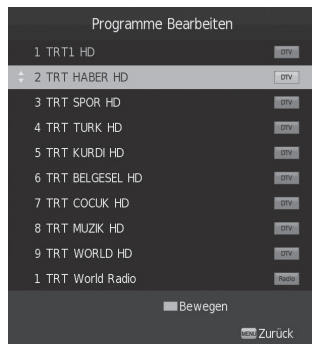 Programme Bearbeiten
1 TRT1 HD DTV
2 TRT HABER HD DTV
3 TRT SPOR HD DTV
4 TRT TURK HD DTV
5 TRT KURDI HD DTV
6 TRT BELGESEL HD DTV
7 TRT COCUK HD DTV
8 TRT MUZIK HD DTV
9 TRT WORLD HD DTV
1 TRT World Radio Radio
Bewegen
MENU Zurück